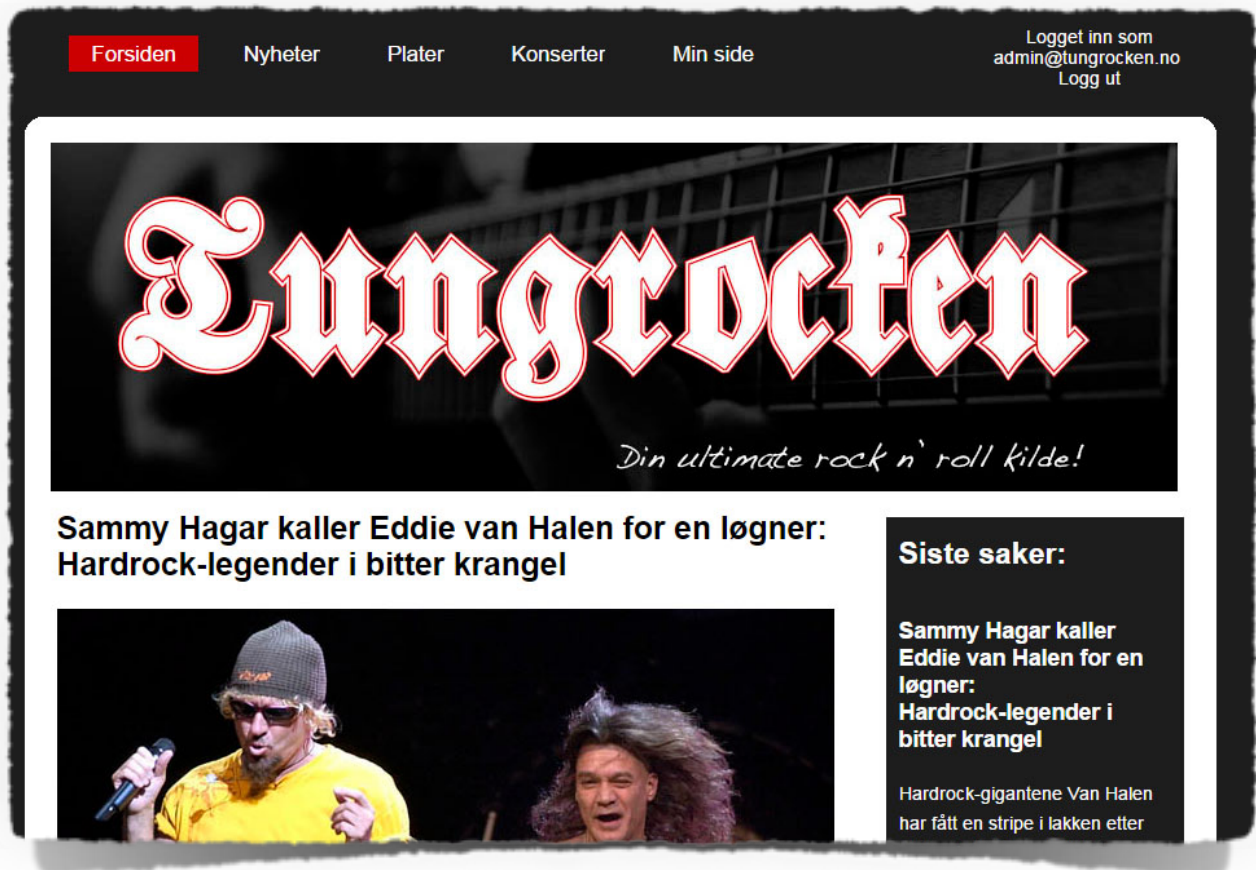 Forsiden Nyheter Plater Konserter Min side
Logget inn som
admin@tungrocken.no
Logg ut
Tungrocken
Din ultimate rock n` roll kilde!
Sammy Hagar kaller Eddie van Halen for en løgner:
Hardrock-legender i bitter krangel
Siste saker:
Sammy Hagar kaller
Eddie van Halen for en
løgner:
Hardrock-legender i
bitter krangel
Hardrock-gigantene Van Halen
har fått en stripe i lakken etter